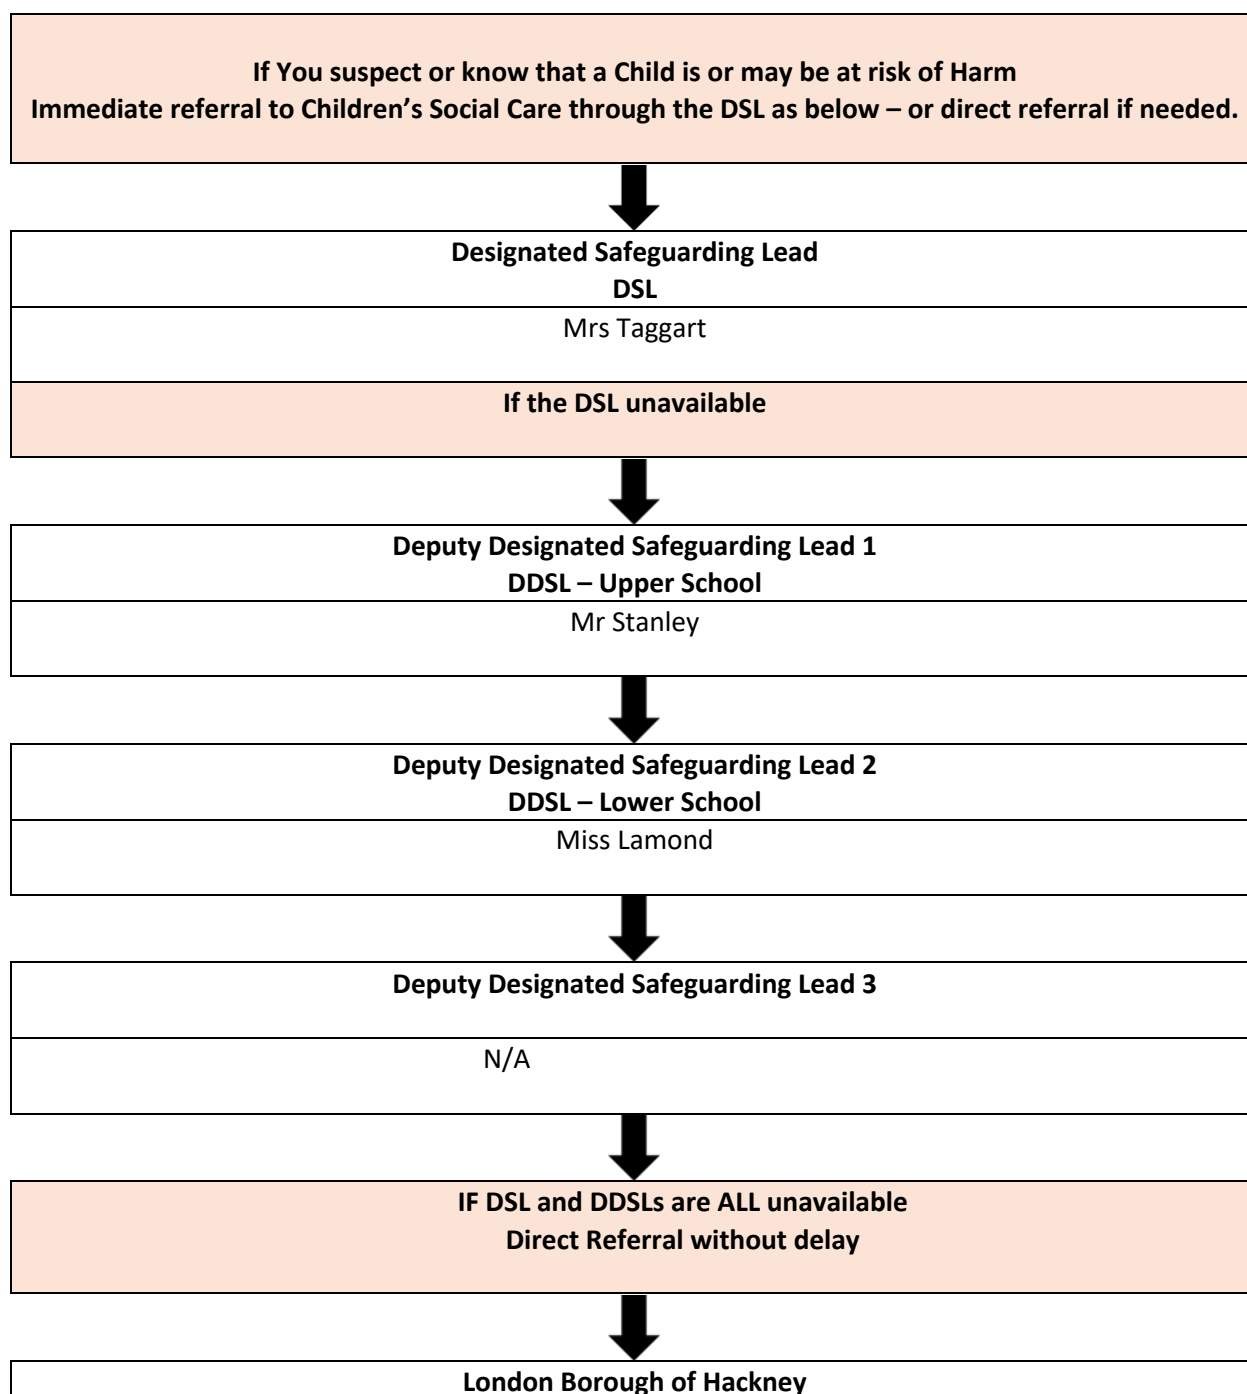 If You suspect or know that a Child is or may be at risk of Harm
Immediate referral to Children’s Social Care through the DSL as below – or direct referral if needed.
Designated Safeguarding Lead
DSL
Mrs Taggart
If the DSL unavailable
Deputy Designated Safeguarding Lead 1
DDSL – Upper School
Mr Stanley
Deputy Designated Safeguarding Lead 2
DDSL – Lower School
Miss Lamond
Deputy Designated Safeguarding Lead 3
N/A
IF DSL and DDSLs are ALL unavailable
Direct Referral without delay
London Borough of Hackney